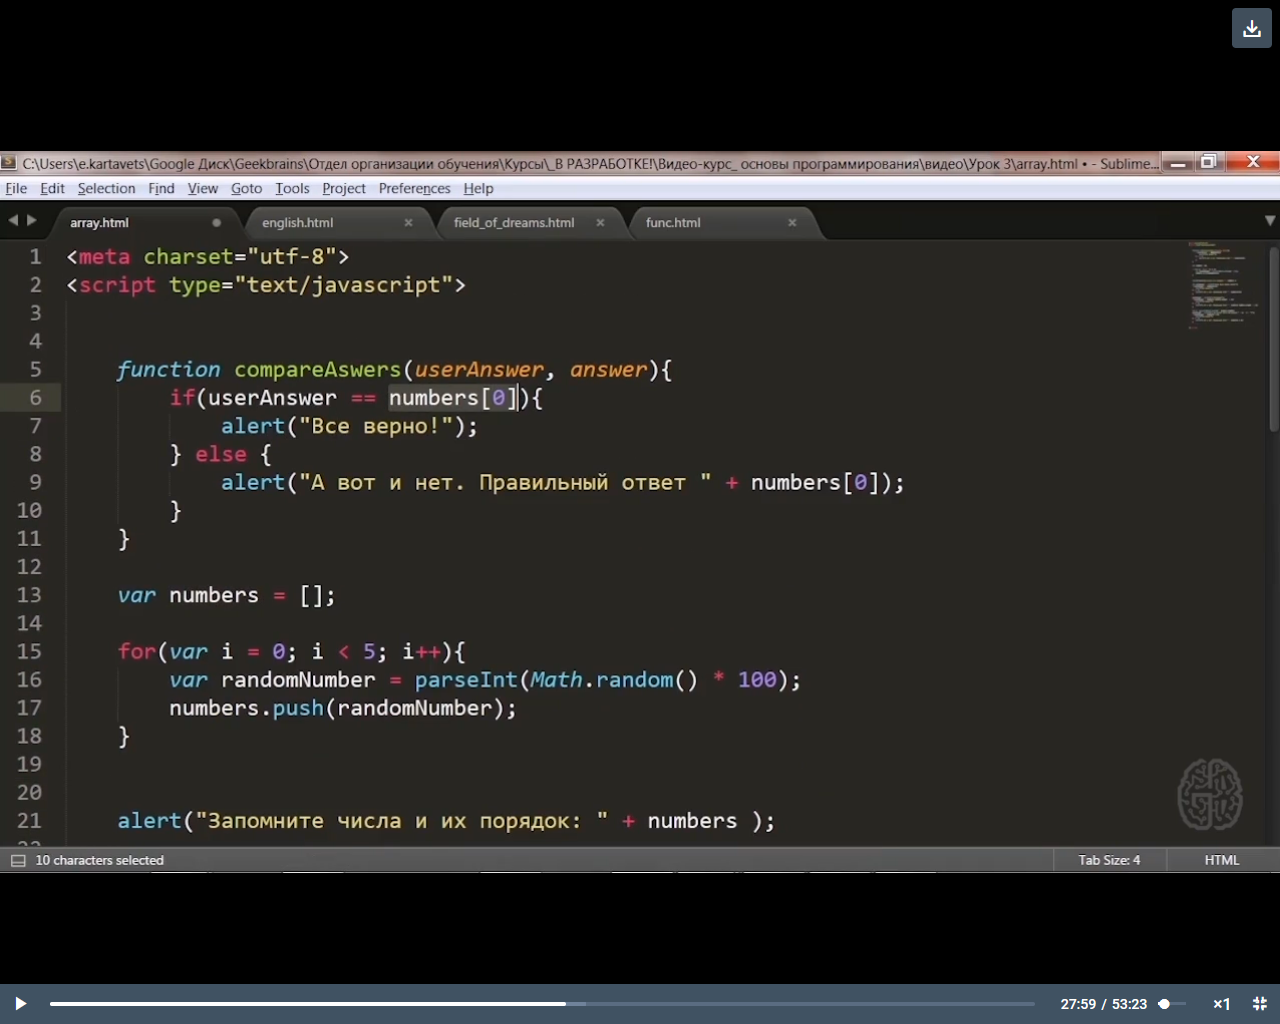 C:\Users\e.kartavets\Google Диск\Geekbrains\Отдел организации обучения\Курсы\_В РАЗРАБОТКЕ!\Видео-курс_ основы программирования\видео\Урок 3\array.html • - Sublime...
File Edit Selection Find View Goto Tools Project Preferences Help
array.html english.html field_of_dreams.html func.html
1 <meta charset="utf-8">
2 <script type="text/javascript">
3
4
5 function compareAswers(userAnswer, answer){
6 if(userAnswer == numbers[0]){
7 alert("Все верно!");
8 } else {
9 alert("А вот и нет. Правильный ответ " + numbers[0]);
10 }
11 }
12
13 var numbers = [];
14
15 for(var i = 0; i < 5; i++){
16 var randomNumber = parseInt(Math.random() * 100);
17 numbers.push(randomNumber);
18 }
19
20
21 alert("Запомните числа и их порядок: " + numbers );
10 characters selected Tab Size: 4 HTML
27:59 / 53:23 ×1